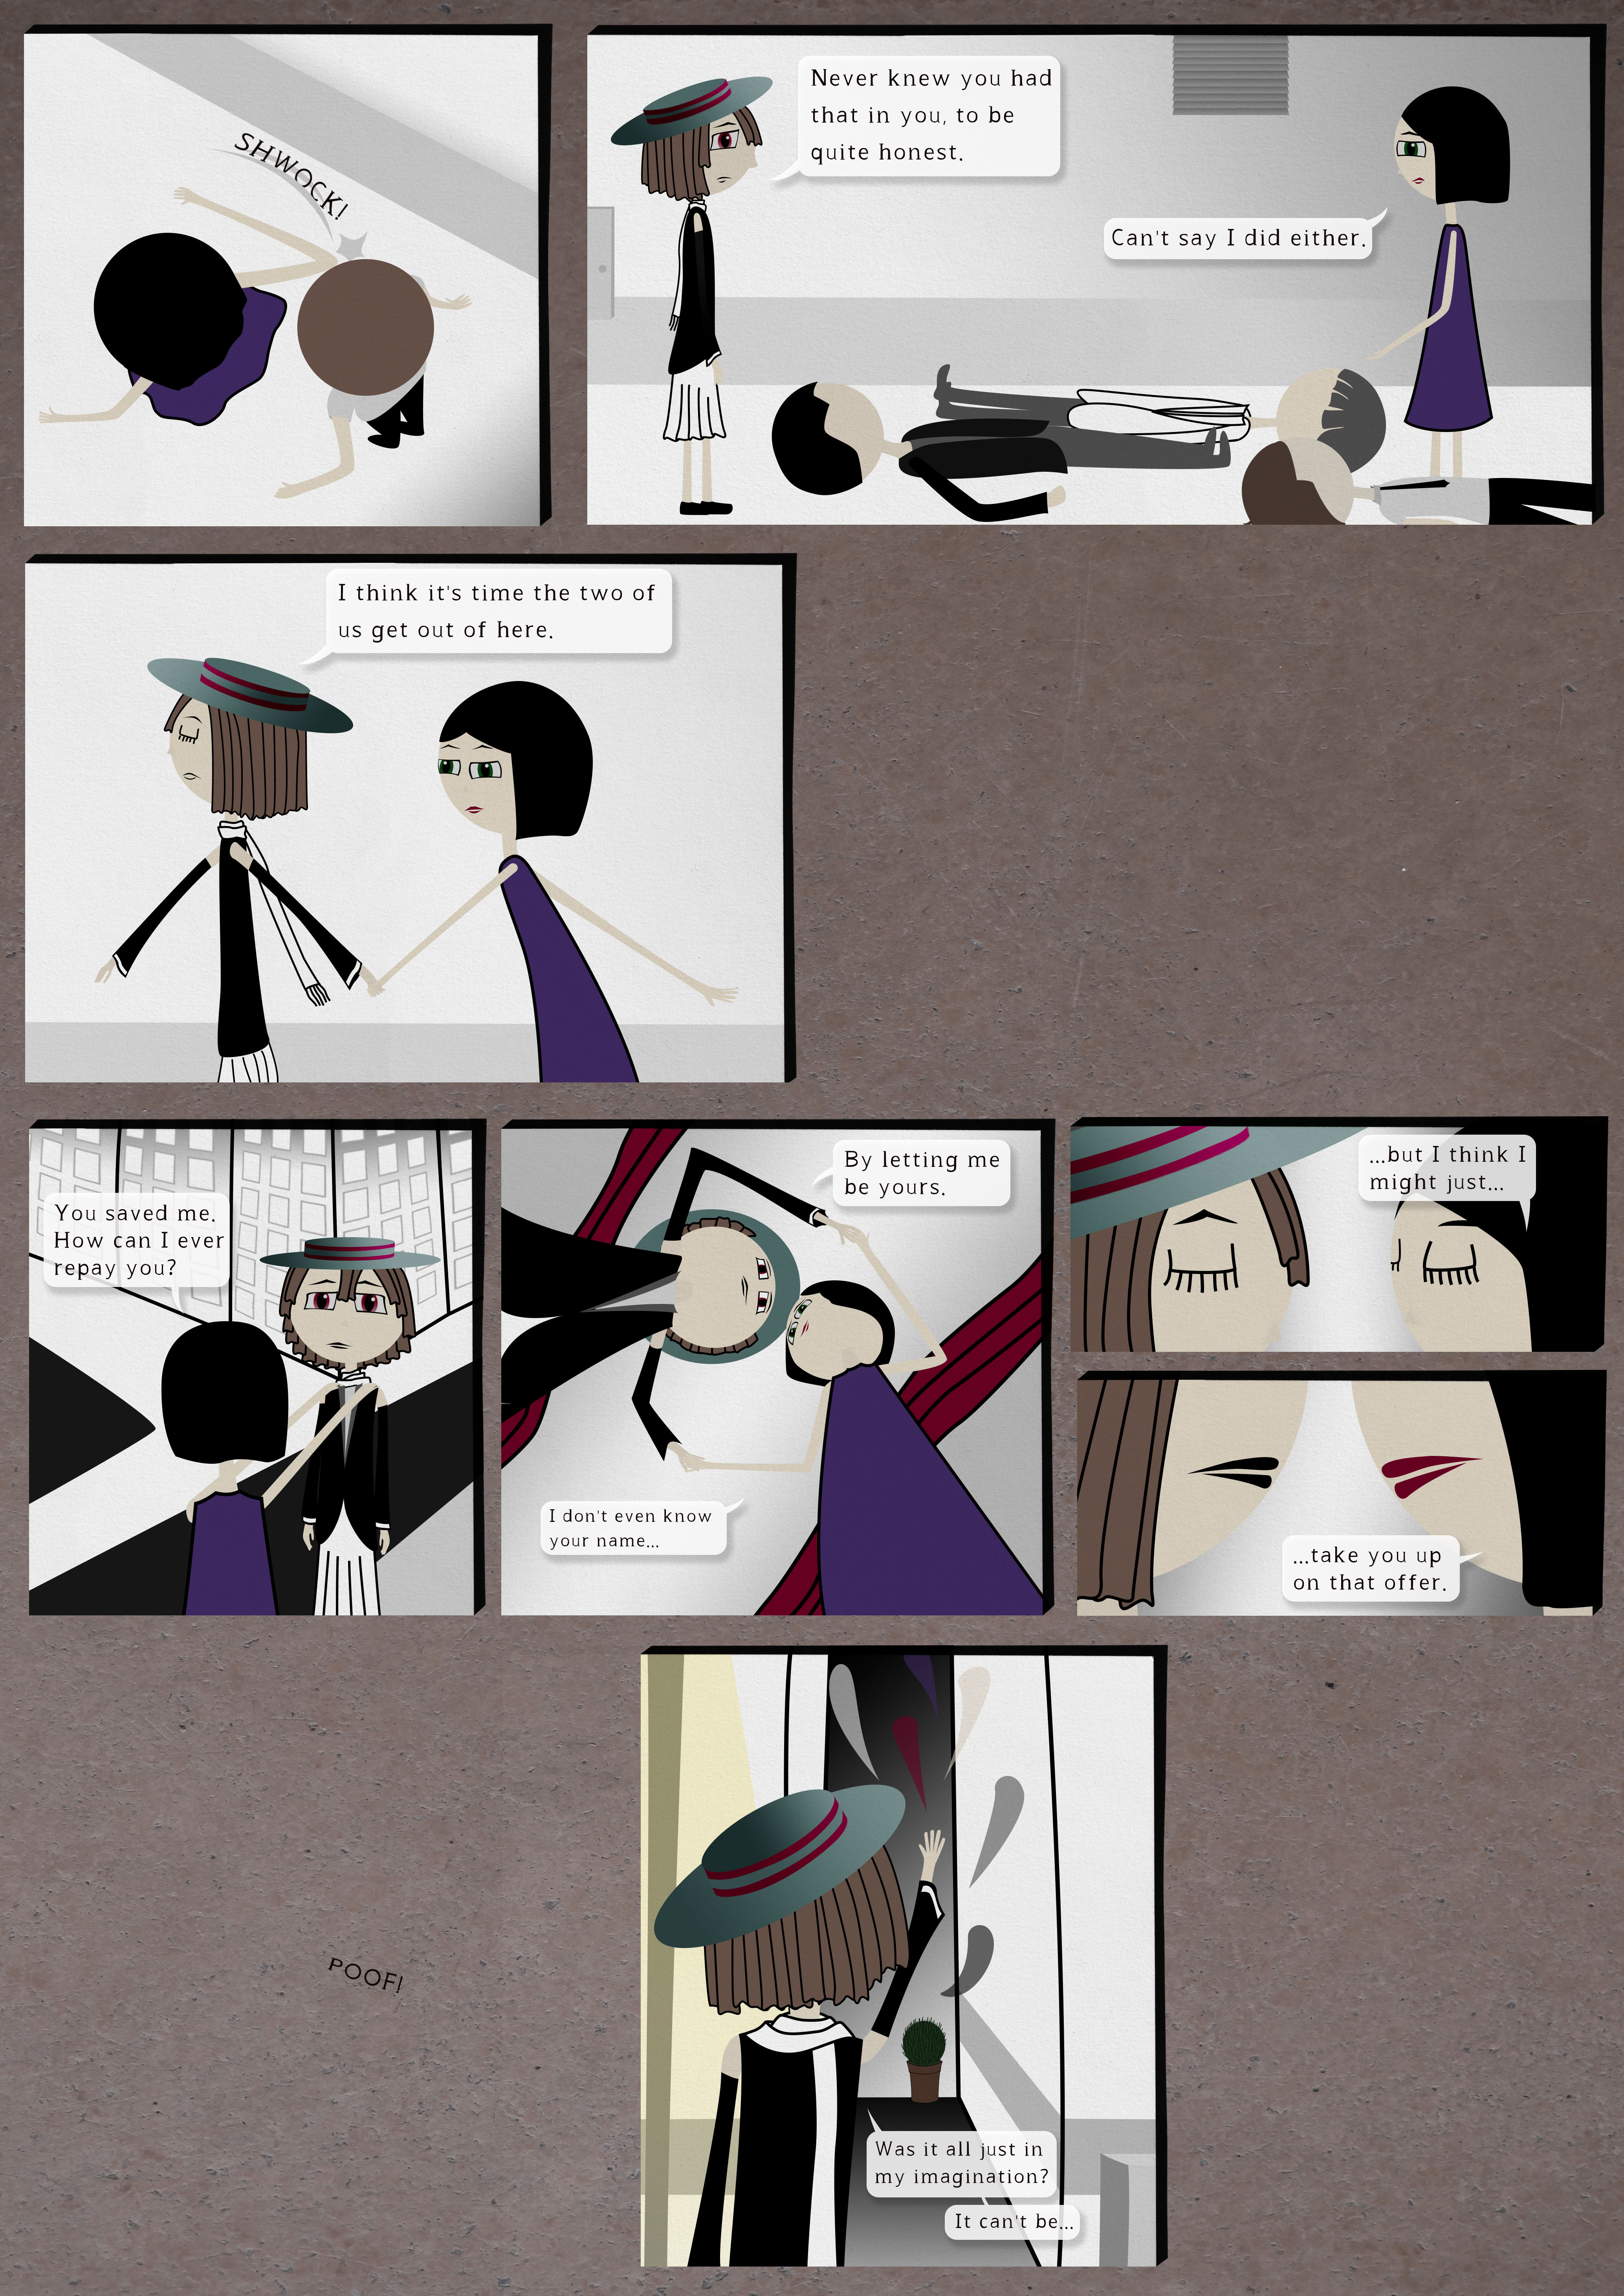 SHWOCK!
Never knew you had
that in you, to be
quite honest.
Can't say I did either.
I think it's time the two of
us get out of here.
You saved me.
How can I ever
repay you?
By letting me
be yours.
I don't even know
your name...
...but I think I
might just...
...take you up
on that offer.
POOF!
Was it all just in
my imagination?
It can't be...